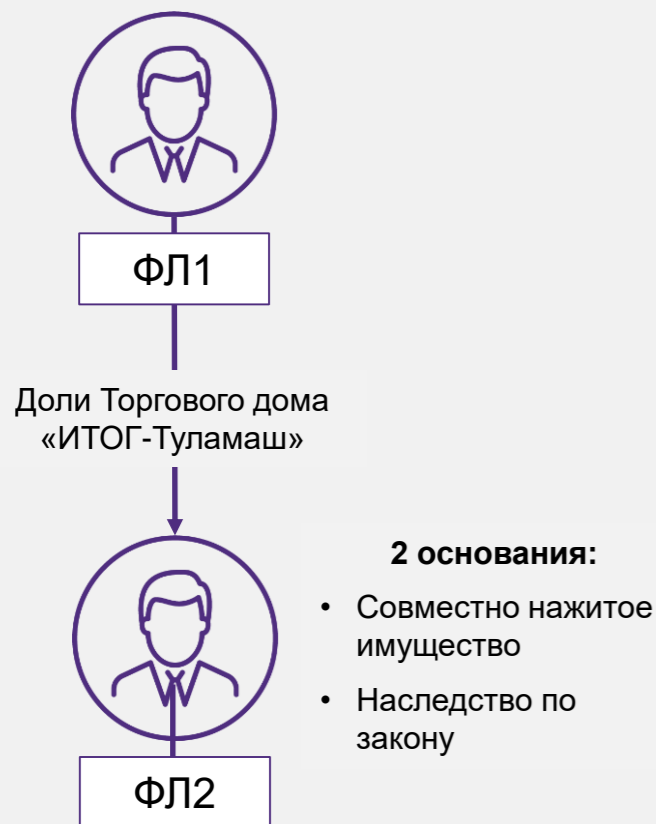 ФЛ1
Доли Торгового дома
«ИТОГ-Туламаш»
2 основания:
• Совместно нажитое
имущество
• Наследство по
закону
ФЛ2